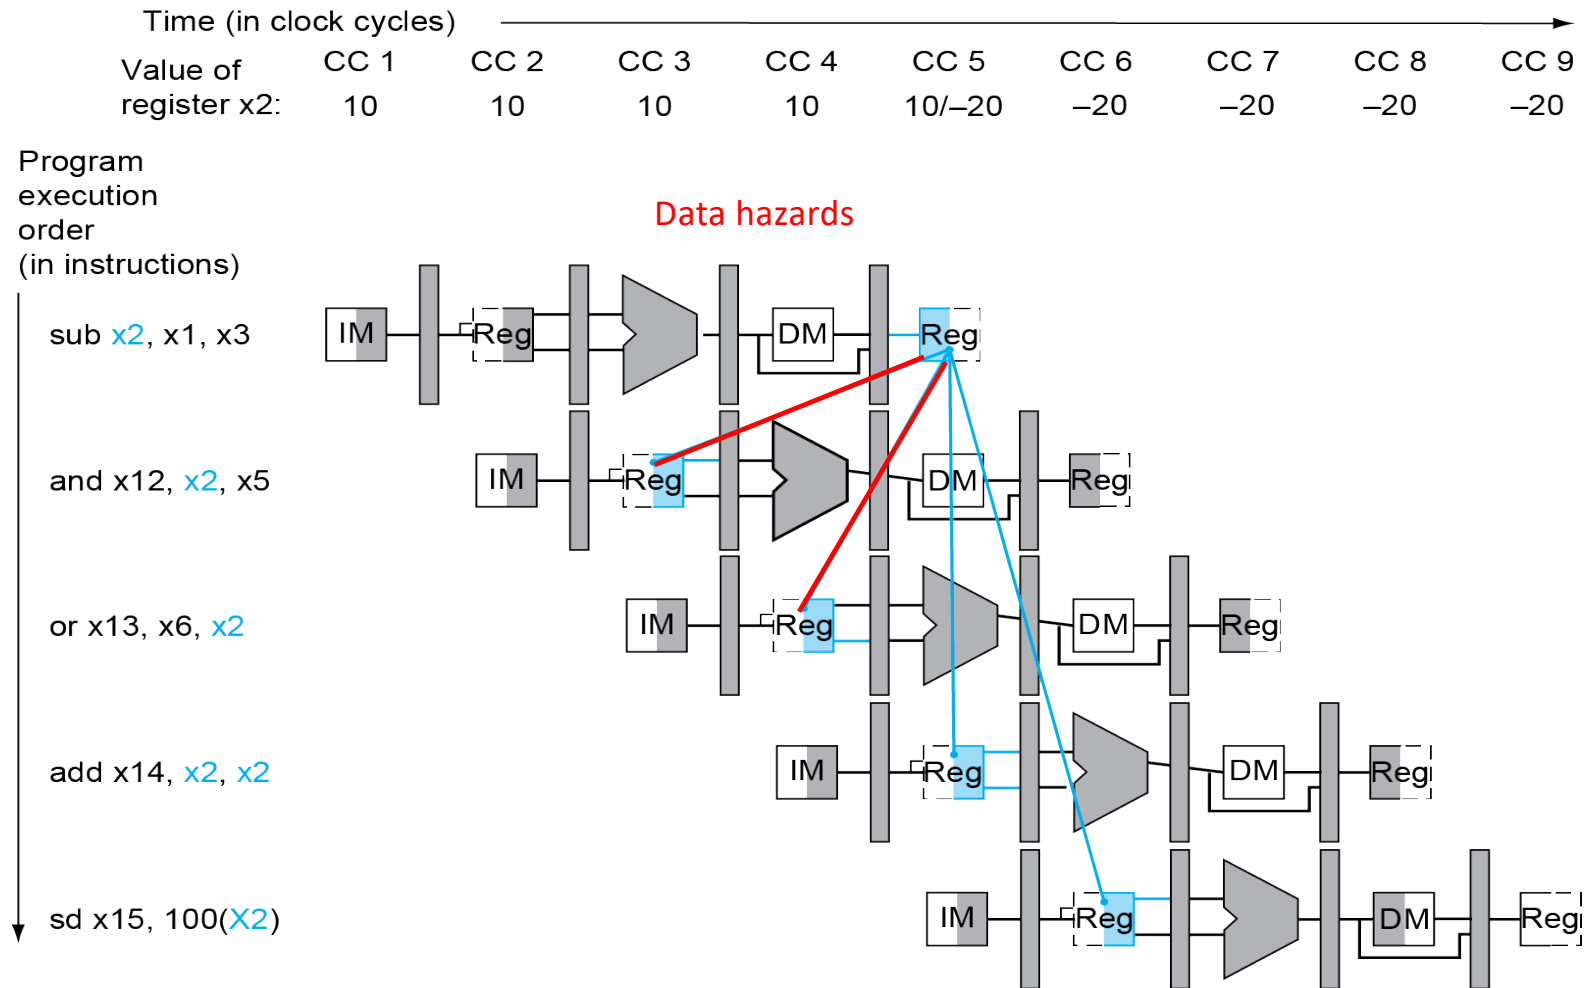 Time (in clock cycles)
CC 1 CC 2 CC 3 CC 4 CC 5 CC 6 CC 7 CC 8 CC 9
Value of
register x2: 10 10 10 10 10/–20 –20 –20 –20 –20
Program
execution
order
(in instructions)
Data hazards
sub x2, x1, x3 IM Reg DM Reg
and x12, x2, x5 IM Reg DM Reg
or x13, x6, x2 IM Reg DM Reg
add x14, x2, x2 IM Reg DM Reg
sd x15, 100(X2) IM Reg DM Reg